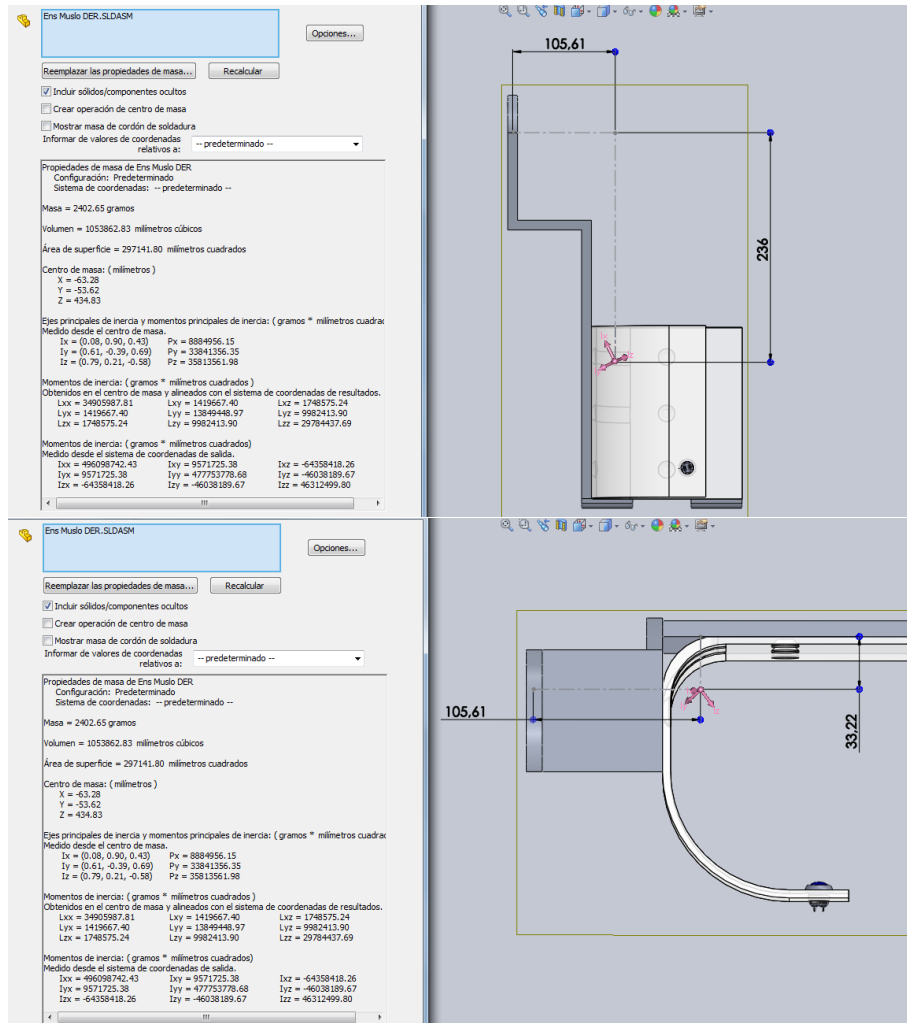 Ens Muslo DER.SLDASM
Opciones...
Reemplazar las propiedades de masa...
Recalcular
Incluir sólidos/componentes ocultos
Crear operación de centro de masa
Mostrar masa de cordón de soldadura
Informar de valores de coordenadas
relativos a:
-- predeterminado --
Propiedades de masa de Ens Muslo DER
Configuración: Predeterminado
Sistema de coordenadas: -- predeterminado --
Masa = 2402.65 gramos
Volumen = 1053862.83 milímetros cúbicos
Área de superficie = 297141.80 milímetros cuadrados
Centro de masa: ( milímetros )
X = -63.28
Y = -53.62
Z = 434.83
Ejes principales de inercia y momentos principales de inercia: ( gramos * milímetros cuadrac
Medido desde el centro de masa.
Ix = (0.08, 0.90, 0.43) Px = 8884956.15
Iy = (0.61, -0.39, 0.69) Py = 33841356.35
Iz = (0.79, 0.21, -0.58) Pz = 35813561.98
Momentos de inercia: ( gramos * milímetros cuadrados )
Obtenidos en el centro de masa y alineados con el sistema de coordenadas de resultados.
Lxx = 34905987.81 Lxy = 1419667.40 Lxz = 1748575.24
Lyx = 1419667.40 Lyy = 13849448.97 Lyz = 9982413.90
Lzx = 1748575.24 Lzy = 9982413.90 Lzz = 29784437.69
Momentos de inercia: ( gramos * milímetros cuadrados)
Medido desde el sistema de coordenadas de salida.
Ixx = 496098742.43 Ixy = 9571725.38 Ixz = -64358418.26
Iyx = 9571725.38 Iyy = 477753778.68 Iyz = -46038189.67
Izx = -64358418.26 Izy = -46038189.67 Izz = 46312499.80
105,61
236
Ens Muslo DER.SLDASM
Opciones...
Reemplazar las propiedades de masa...
Recalcular
Incluir sólidos/componentes ocultos
Crear operación de centro de masa
Mostrar masa de cordón de soldadura
Informar de valores de coordenadas
relativos a:
-- predeterminado --
Propiedades de masa de Ens Muslo DER
Configuración: Predeterminado
Sistema de coordenadas: -- predeterminado --
Masa = 2402.65 gramos
Volumen = 1053862.83 milímetros cúbicos
Área de superficie = 297141.80 milímetros cuadrados
Centro de masa: ( milímetros )
X = -63.28
Y = -53.62
Z = 434.83
Ejes principales de inercia y momentos principales de inercia: ( gramos * milímetros cuadrac
Medido desde el centro de masa.
Ix = (0.08, 0.90, 0.43) Px = 8884956.15
Iy = (0.61, -0.39, 0.69) Py = 33841356.35
Iz = (0.79, 0.21, -0.58) Pz = 35813561.98
Momentos de inercia: ( gramos * milímetros cuadrados )
Obtenidos en el centro de masa y alineados con el sistema de coordenadas de resultados.
Lxx = 34905987.81 Lxy = 1419667.40 Lxz = 1748575.24
Lyx = 1419667.40 Lyy = 13849448.97 Lyz = 9982413.90
Lzx = 1748575.24 Lzy = 9982413.90 Lzz = 29784437.69
Momentos de inercia: ( gramos * milímetros cuadrados)
Medido desde el sistema de coordenadas de salida.
Ixx = 496098742.43 Ixy = 9571725.38 Ixz = -64358418.26
Iyx = 9571725.38 Iyy = 477753778.68 Iyz = -46038189.67
Izx = -64358418.26 Izy = -46038189.67 Izz = 46312499.80
105,61
33,22